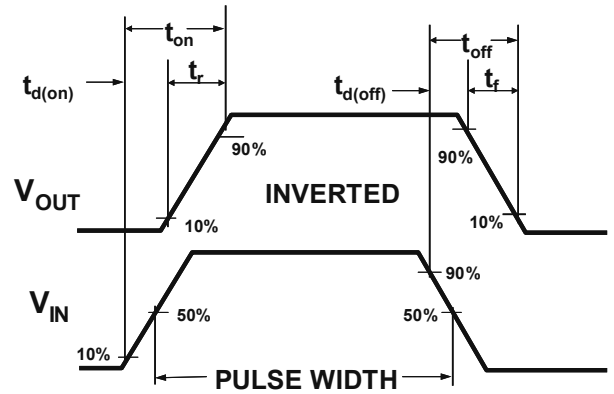 t_on
t_off
t_d(on)
t_r
t_d(off)
t_f
90%
90%
V_OUT
INVERTED
10%
10%
90%
V_IN
50%
50%
10%
PULSE WIDTH